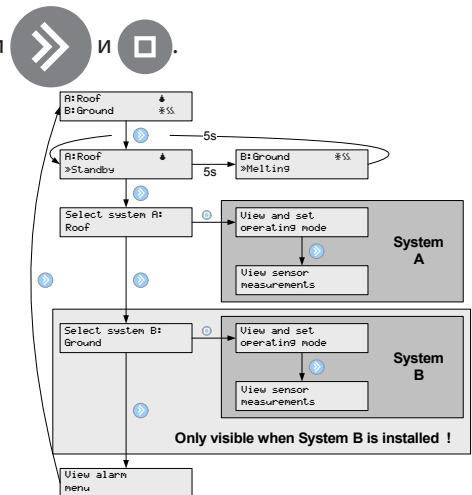 и и .
A:Roof
B:Ground
5s
A:Roof
»Standby
5s
B:Ground
»Melting
Select system A:
Roof
View and set
operating mode
View sensor
measurements
System
A
Select system B:
Ground
View and set
operating mode
View sensor
measurements
System
B
Only visible when System B is installed !
View alarm
menu